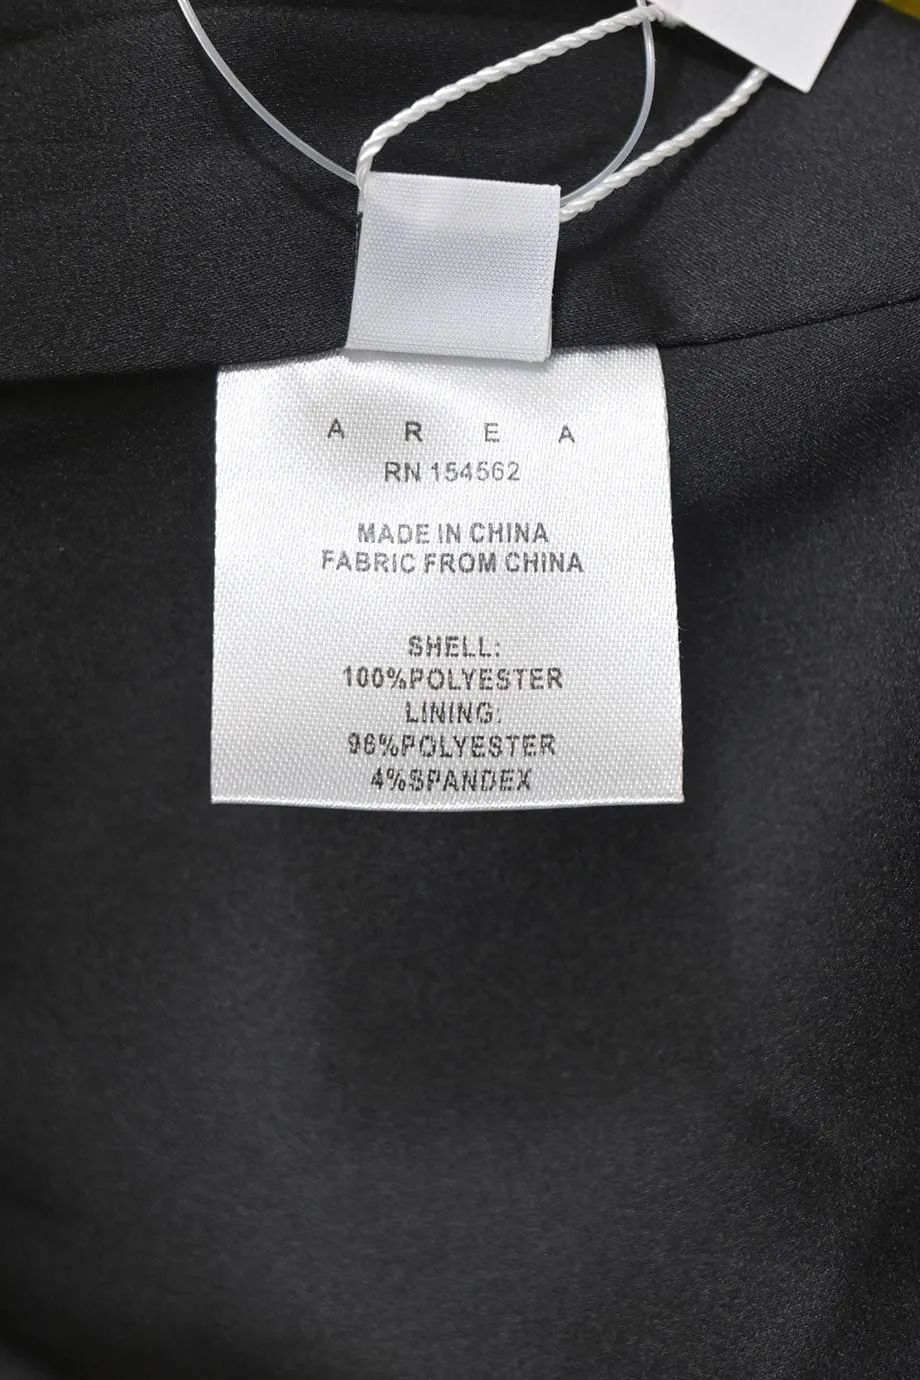 A R E A
RN 154562
MADE IN CHINA
FABRIC FROM CHINA
SHELL:
100%POLYESTER
LINING:
96%POLYESTER
4%SPANDEX